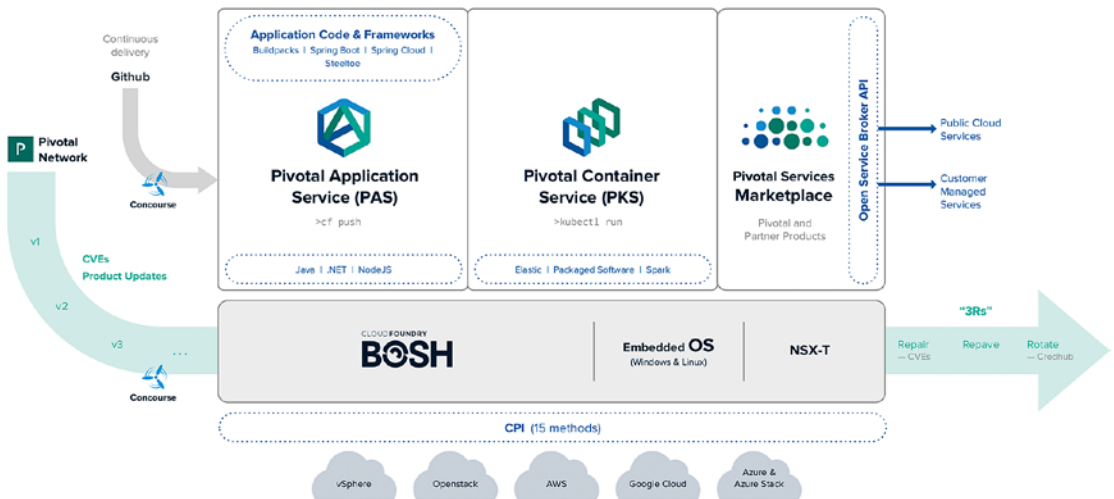 Continuous
delivery
Github
Pivotal
Network
Concourse
v1
v2
v3
...
CVEs
Product Updates
Concourse
Application Code & Frameworks
Buildpacks | Spring Boot | Spring Cloud |
Steeltoe
Pivotal Application
Service (PAS)
>cf push
Java | .NET | NodeJS
Pivotal Container
Service (PKS)
>kubectl run
Elastic | Packaged Software | Spark
Pivotal Services
Marketplace
Pivotal and
Partner Products
Open Service Broker API
Public Cloud
Services
Customer
Managed
Services
CLOUD FOUNDRY
BOSH
Embedded OS
(Windows & Linux)
NSX-T
"3Rs"
Repair
— CVEs
Repave
Rotate
— Credhub
CPI (15 methods)
vSphere
Openstack
AWS
Google Cloud
Azure &
Azure Stack